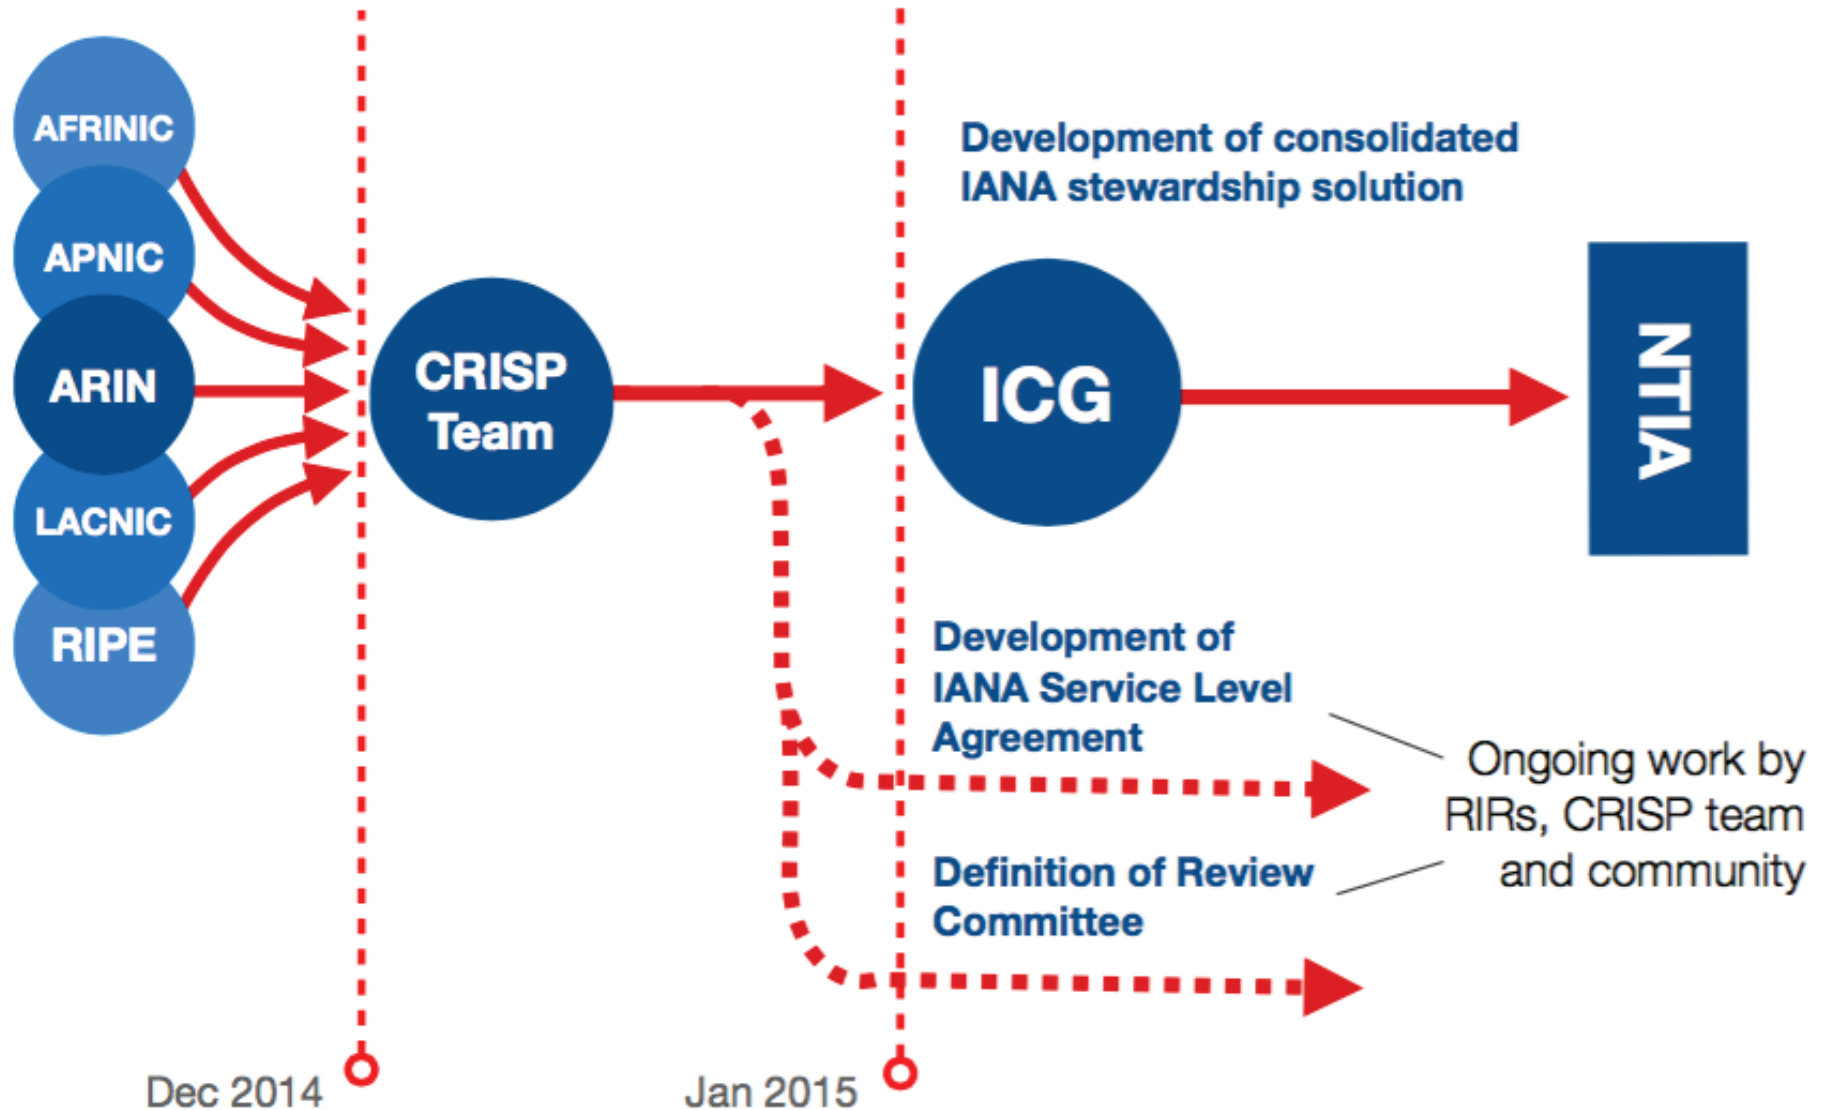 AFRINIC
APNIC
ARIN
LACNIC
RIPE
CRISP
Team
Development of consolidated
IANA stewardship solution
ICG
NTIA
Development of
IANA Service Level
Agreement
Definition of Review
Committee
Ongoing work by
RIRs, CRISP team
and community
Dec 2014
Jan 2015